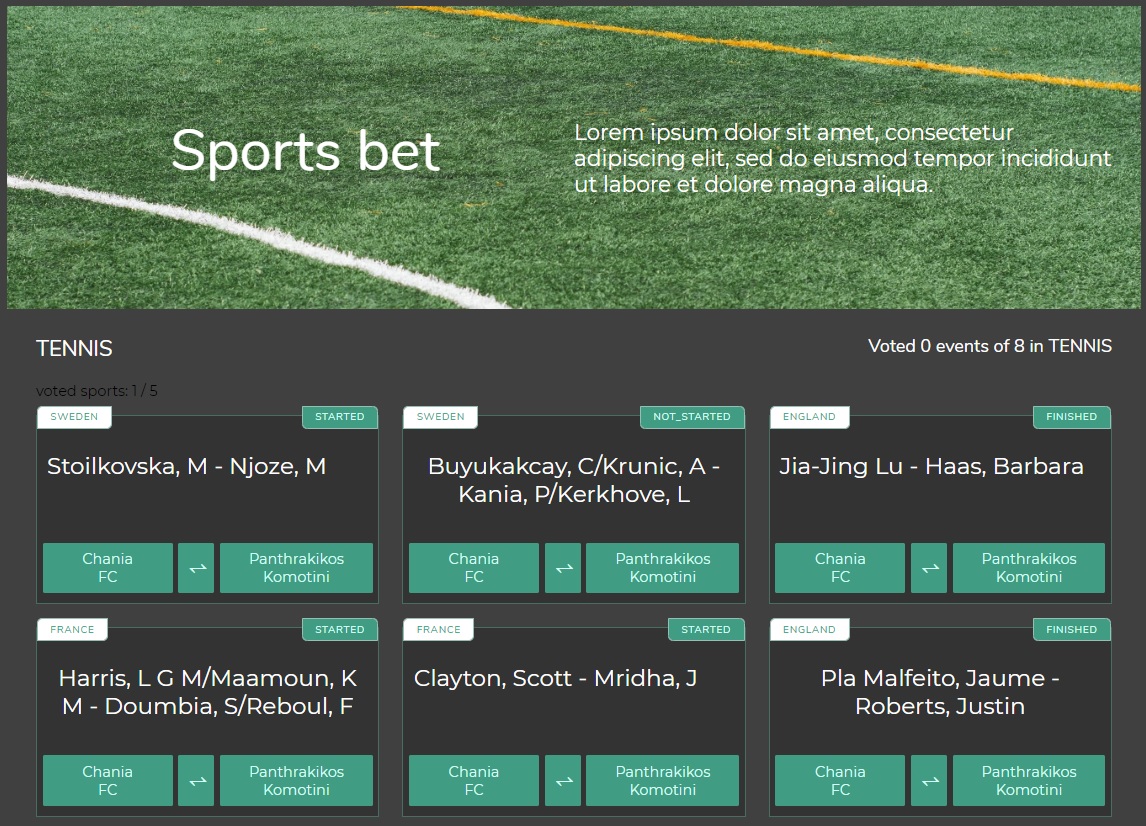 Sports bet
Lorem ipsum dolor sit amet, consectetur
adipiscing elit, sed do eiusmod tempor incididunt
ut labore et dolore magna aliqua.
TENNIS
Voted 0 events of 8 in TENNIS
voted sports: 1 / 5
SWEDEN
STARTED
Stoilkovska, M - Njoze, M
Chania
FC
⇌
Panthrakikos
Komotini
SWEDEN
NOT_STARTED
Buyukakcay, C/Krunic, A -
Kania, P/Kerkhove, L
Chania
FC
⇌
Panthrakikos
Komotini
ENGLAND
FINISHED
Jia-Jing Lu - Haas, Barbara
Chania
FC
⇌
Panthrakikos
Komotini
FRANCE
STARTED
Harris, L G M/Maamoun, K
M - Doumbia, S/Reboul, F
Chania
FC
⇌
Panthrakikos
Komotini
FRANCE
STARTED
Clayton, Scott - Mridha, J
Chania
FC
⇌
Panthrakikos
Komotini
ENGLAND
FINISHED
Pla Malfeito, Jaume -
Roberts, Justin
Chania
FC
⇌
Panthrakikos
Komotini